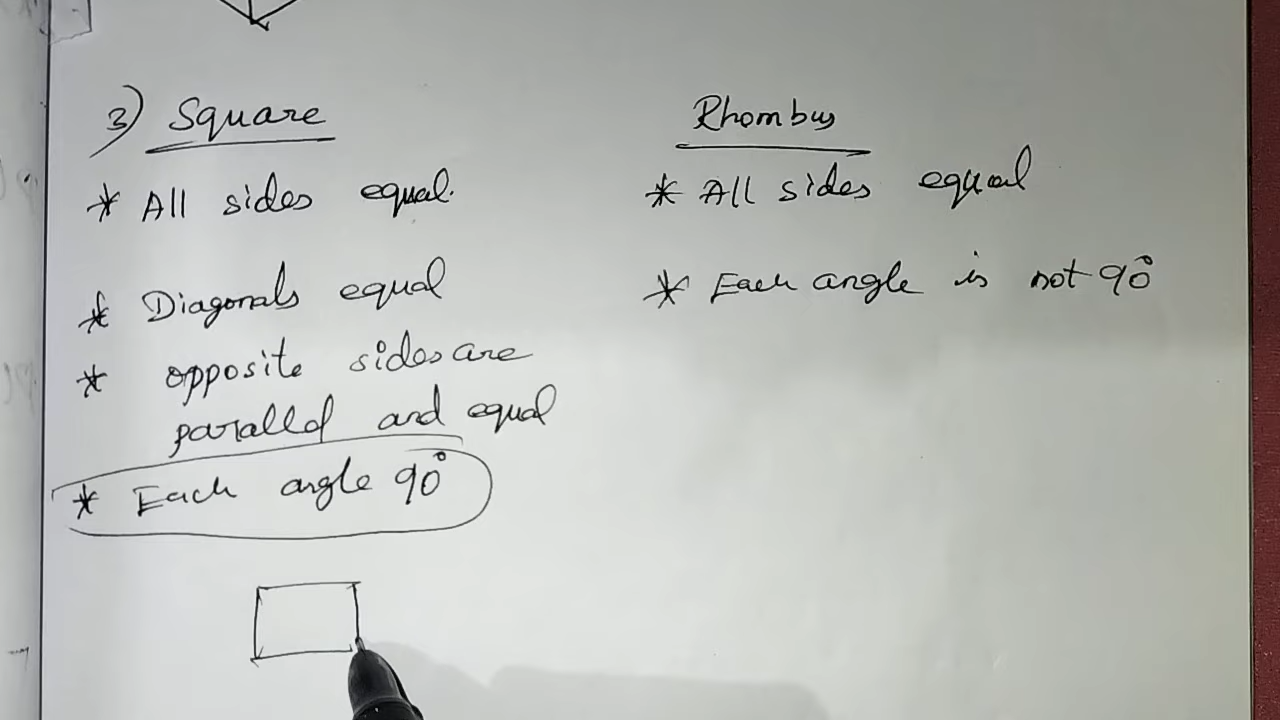 3) Square
* All sides equal.
* Diagonals equal
* opposite sides are
parallel and equal
* Each angle 90°
Rhombus
* All sides equal
* Each angle is not 90°